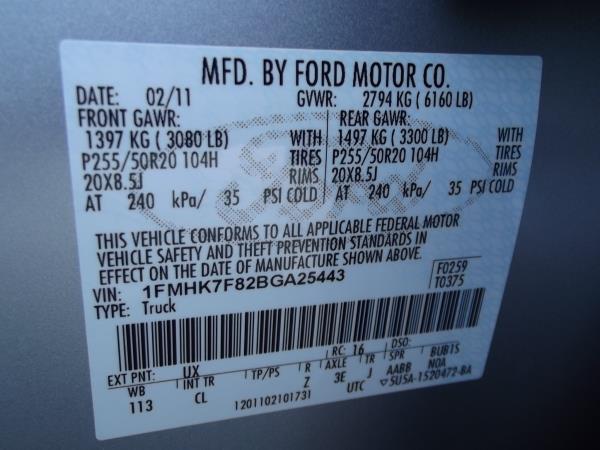 MFD. BY FORD MOTOR CO.
DATE: 02/11 GVWR: 2794 KG ( 6160 LB)
FRONT GAWR: REAR GAWR:
1397 KG ( 3080 LB) WITH 1497 KG ( 3300 LB) WITH
P255/50R20 104H TIRES P255/50R20 104H TIRES
20X8.5J RIMS 20X8.5J RIMS
AT 240 kPa/ 35 PSI COLD AT 240 kPa/ 35 PSI COLD
THIS VEHICLE CONFORMS TO ALL APPLICABLE FEDERAL MOTOR
VEHICLE SAFETY AND THEFT PREVENTION STANDARDS IN
EFFECT ON THE DATE OF MANUFACTURE SHOWN ABOVE.
VIN: 1FMHK7F82BGA25443 F0259
TYPE: Truck T0375
EXT PNT: UX RC: 16 DSO:
WB INT TR TP/PS R AXLE TR SPR BUB1S
113 CL Z 3E J AABB NOA
1201102101731 UTC ▽SU5A-1520472-BA